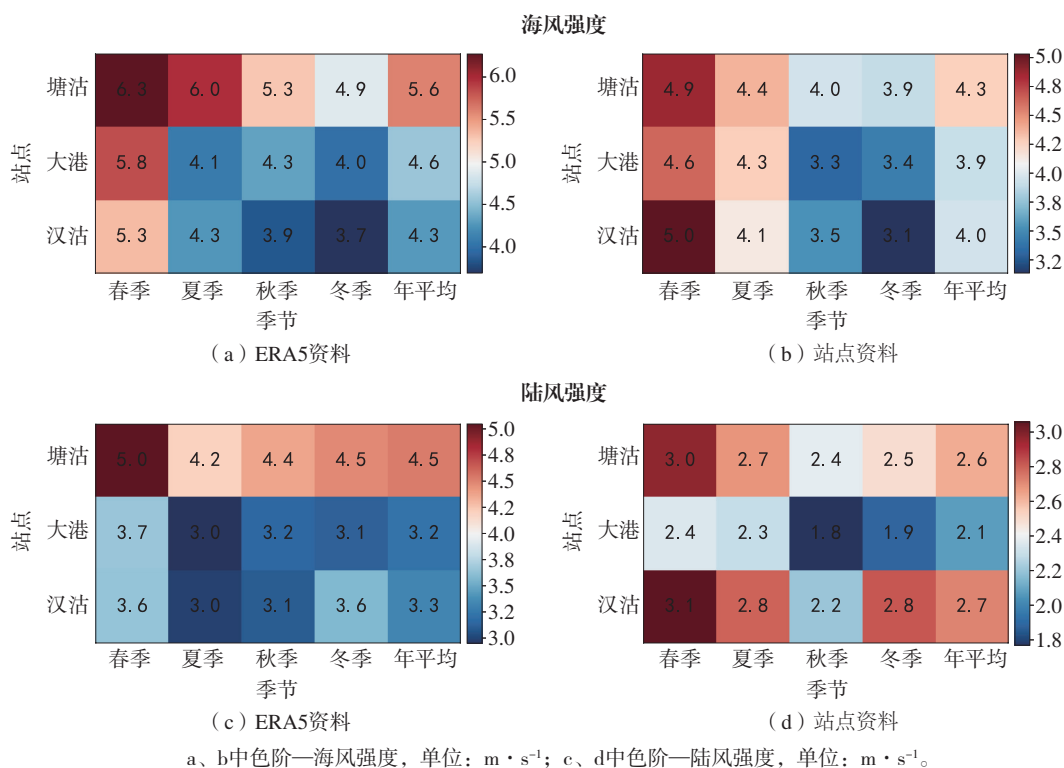 海风强度
塘沽 6.3 6.0 5.3 4.9 5.6
大港 5.8 4.1 4.3 4.0 4.6
汉沽 5.3 4.3 3.9 3.7 4.3
站点
春季 夏季 秋季 冬季 年平均
季节
6.0
5.5
5.0
4.5
4.0
（a）ERA5资料
塘沽 4.9 4.4 4.0 3.9 4.3
大港 4.6 4.3 3.3 3.4 3.9
汉沽 5.0 4.1 3.5 3.1 4.0
站点
春季 夏季 秋季 冬季 年平均
季节
5.0
4.8
4.5
4.2
4.0
3.8
3.5
3.2
（b）站点资料
陆风强度
塘沽 5.0 4.2 4.4 4.5 4.5
大港 3.7 3.0 3.2 3.1 3.2
汉沽 3.6 3.0 3.1 3.6 3.3
站点
春季 夏季 秋季 冬季 年平均
季节
5.0
4.8
4.5
4.2
4.0
3.8
3.5
3.2
3.0
（c）ERA5资料
塘沽 3.0 2.7 2.4 2.5 2.6
大港 2.4 2.3 1.8 1.9 2.1
汉沽 3.1 2.8 2.2 2.8 2.7
站点
春季 夏季 秋季 冬季 年平均
季节
3.0
2.8
2.6
2.4
2.2
2.0
1.8
（d）站点资料
a、b中色阶—海风强度，单位：m·s⁻¹；c、d中色阶—陆风强度，单位：m·s⁻¹。